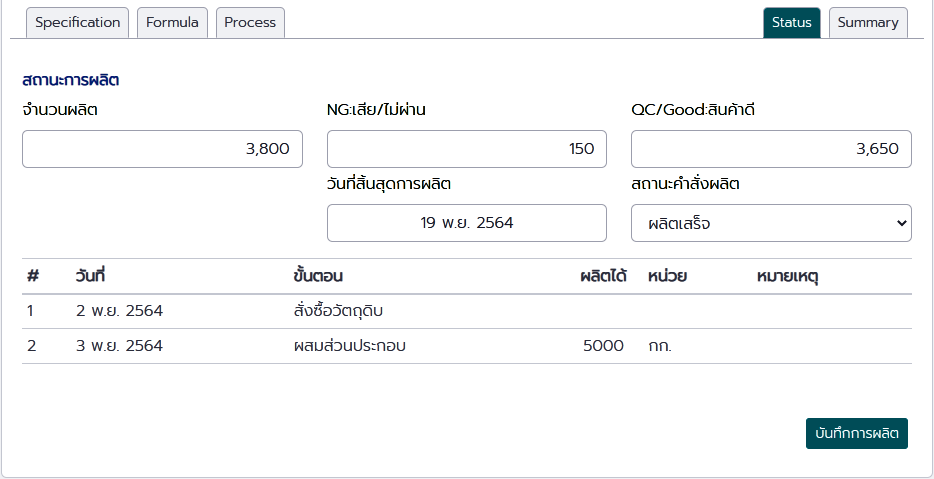 Specification Formula Process Status Summary
สถานะการผลิต
จำนวนผลิต NG:เสีย/ไม่ผ่าน QC/Good:สินค้าดี
3,800 150 3,650
วันที่สิ้นสุดการผลิต สถานะคำสั่งผลิต
19 พ.ย. 2564 ผลิตเสร็จ
# วันที่ ขั้นตอน ผลิตได้ หน่วย หมายเหตุ
1 2 พ.ย. 2564 สั่งซื้อวัตถุดิบ
2 3 พ.ย. 2564 ผสมส่วนประกอบ 5000 กก.
บันทึกการผลิต